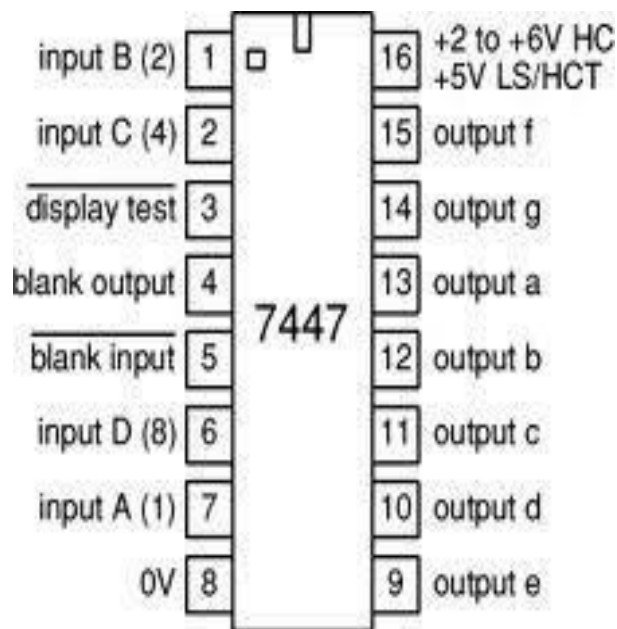 input B (2) 1 16 +2 to +6V HC
+5V LS/HCT
input C (4) 2 15 output f
display test 3 14 output g
blank output 4 13 output a
7447
blank input 5 12 output b
input D (8) 6 11 output c
input A (1) 7 10 output d
0V 8 9 output e